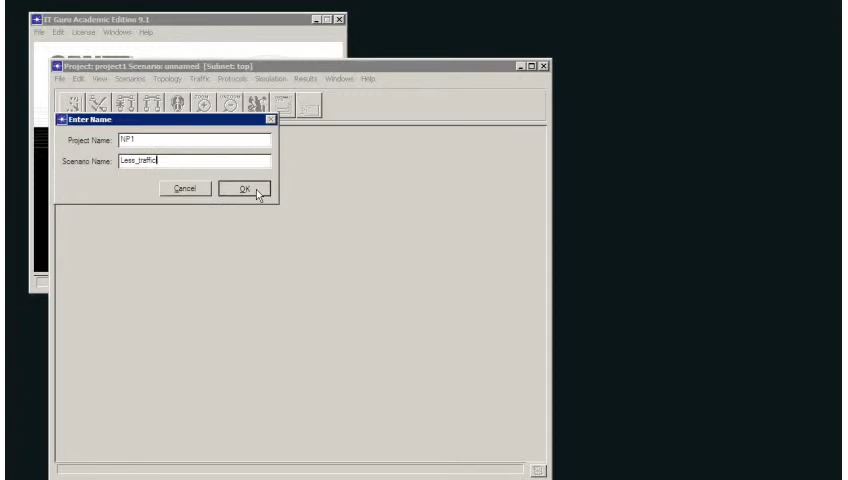 IT Guru Academic Edition 9.1
File Edit License Windows Help
Project: project1 Scenario: unnamed [Subnet: top]
File Edit View Scenarios Topology Traffic Protocols Simulation Results Windows Help
Enter Name
Project Name: NP1
Scenario Name: Less_traffic
Cancel OK